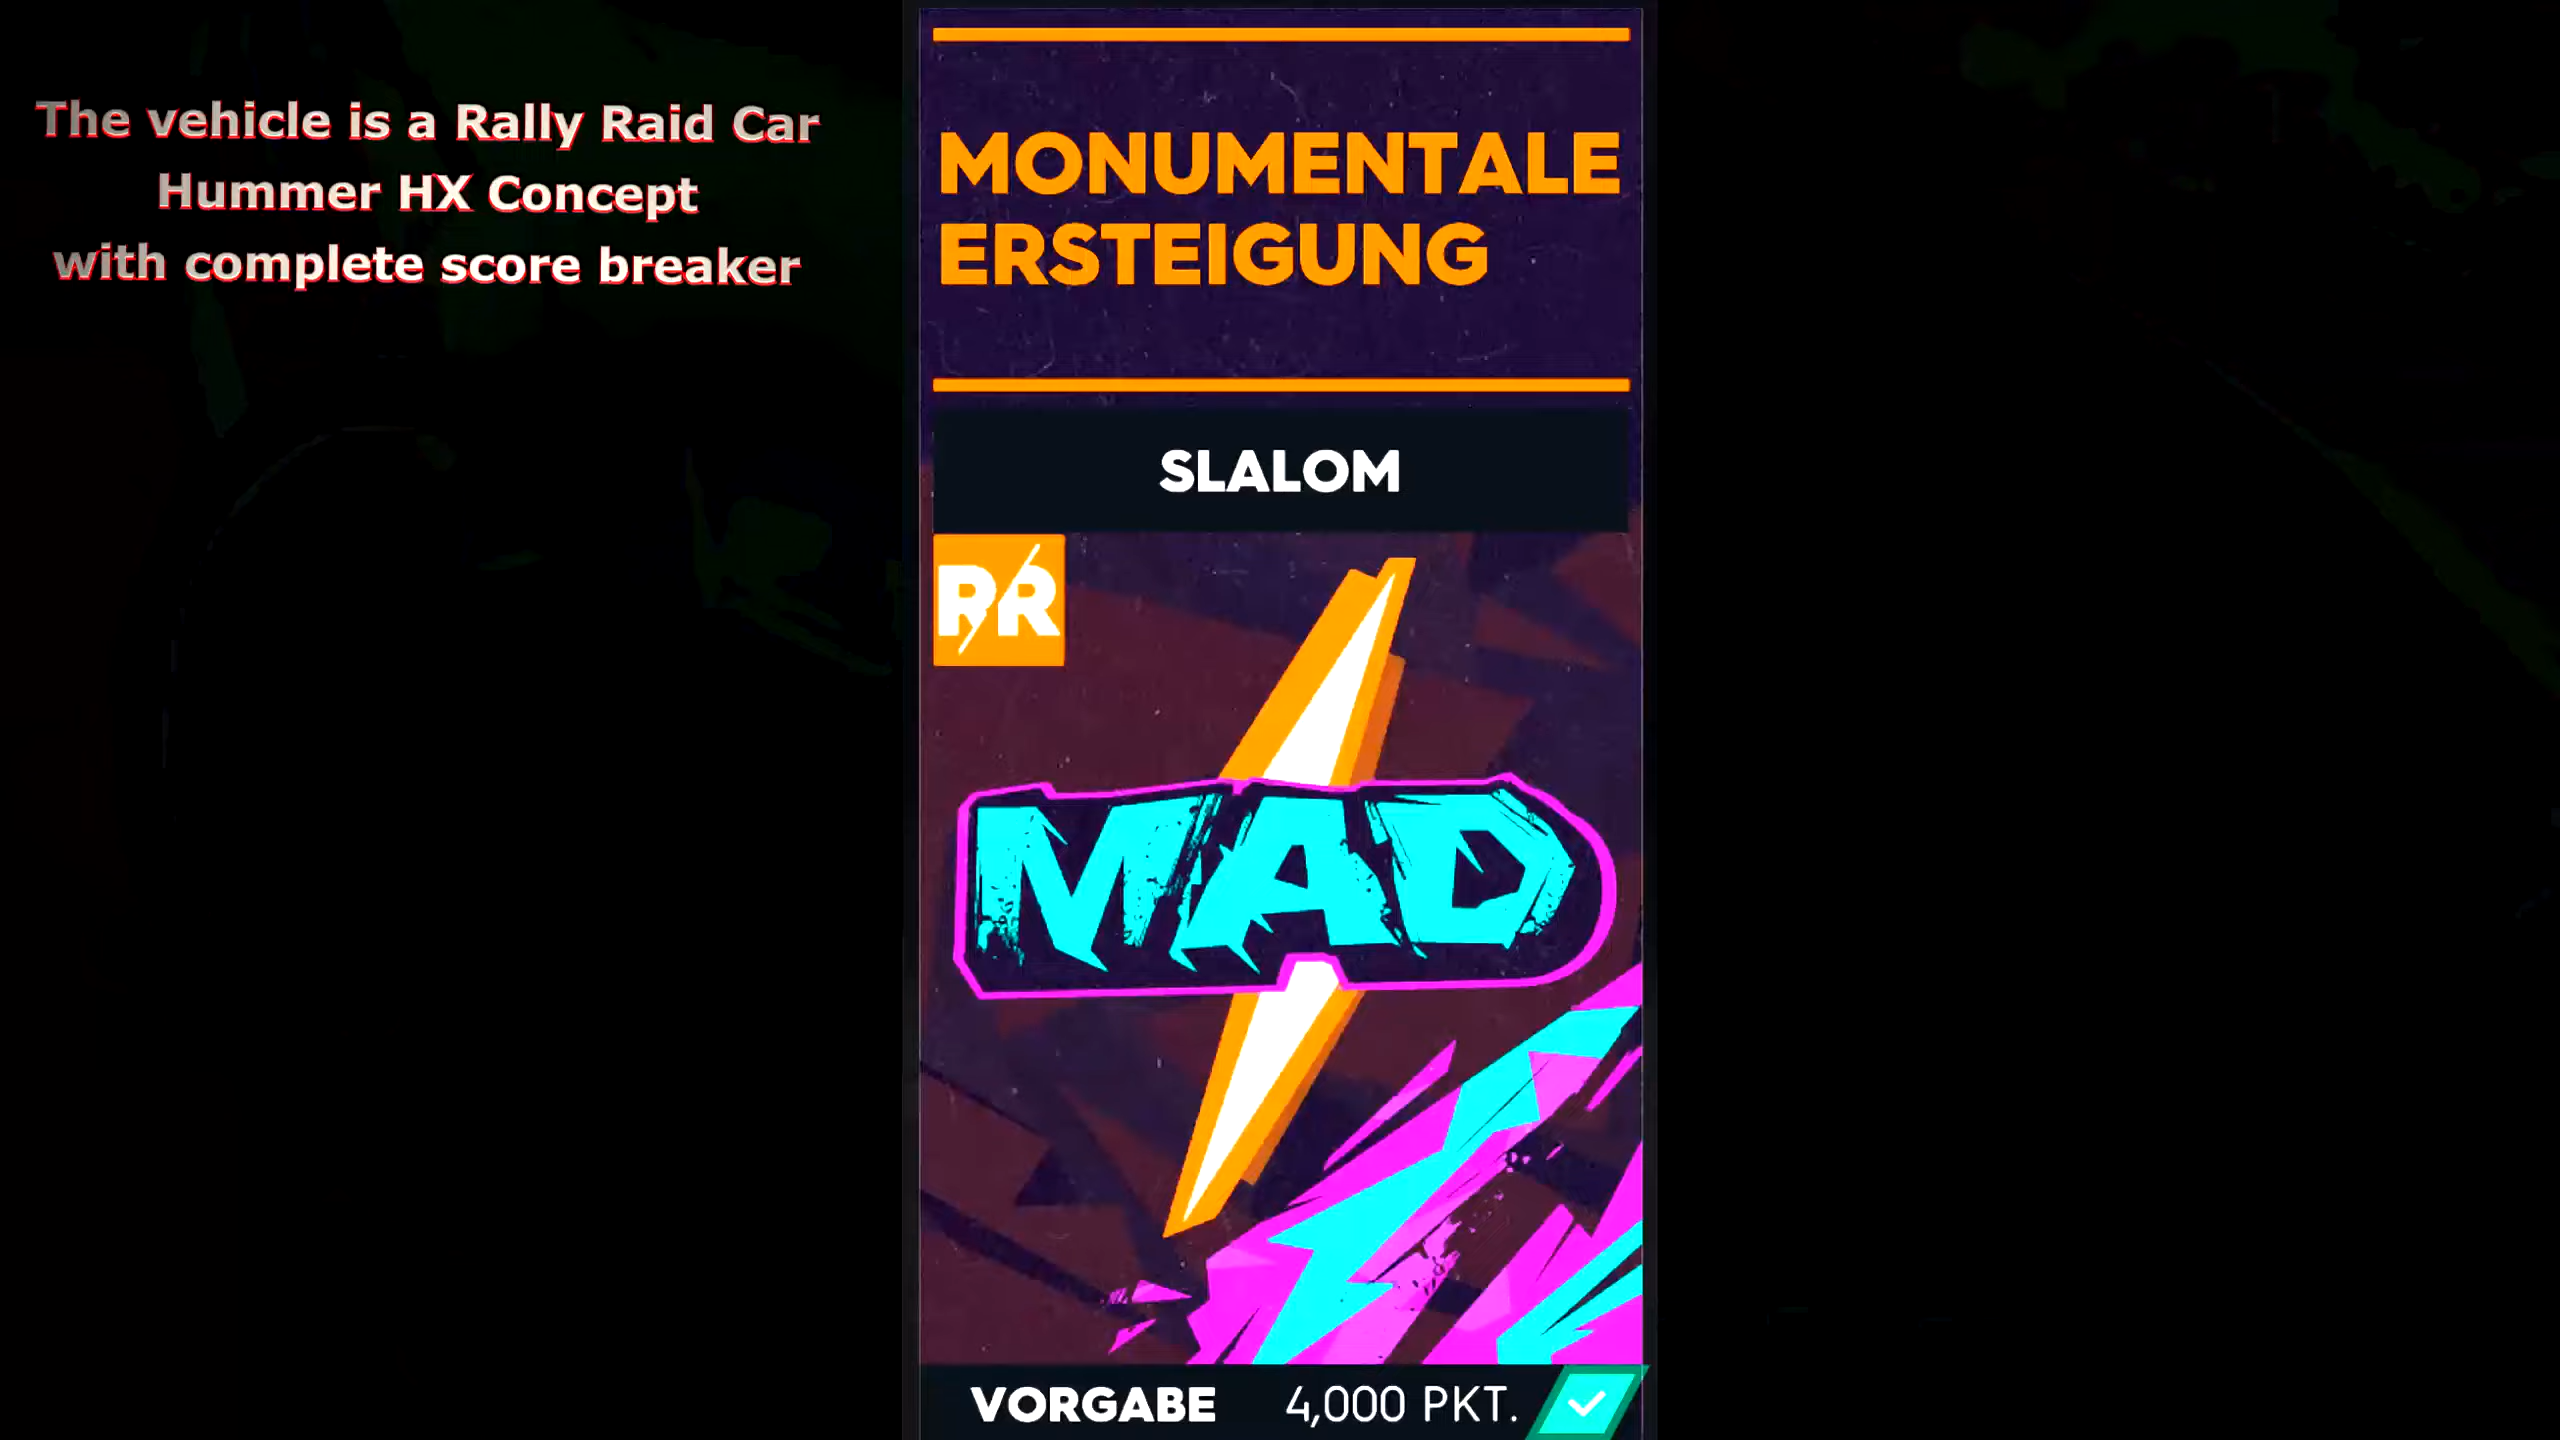 The vehicle is a Rally Raid Car
Hummer HX Concept
with complete score breaker
MONUMENTALE
ERSTEIGUNG
SLALOM
RR
MAD
VORGABE 4,000 PKT.